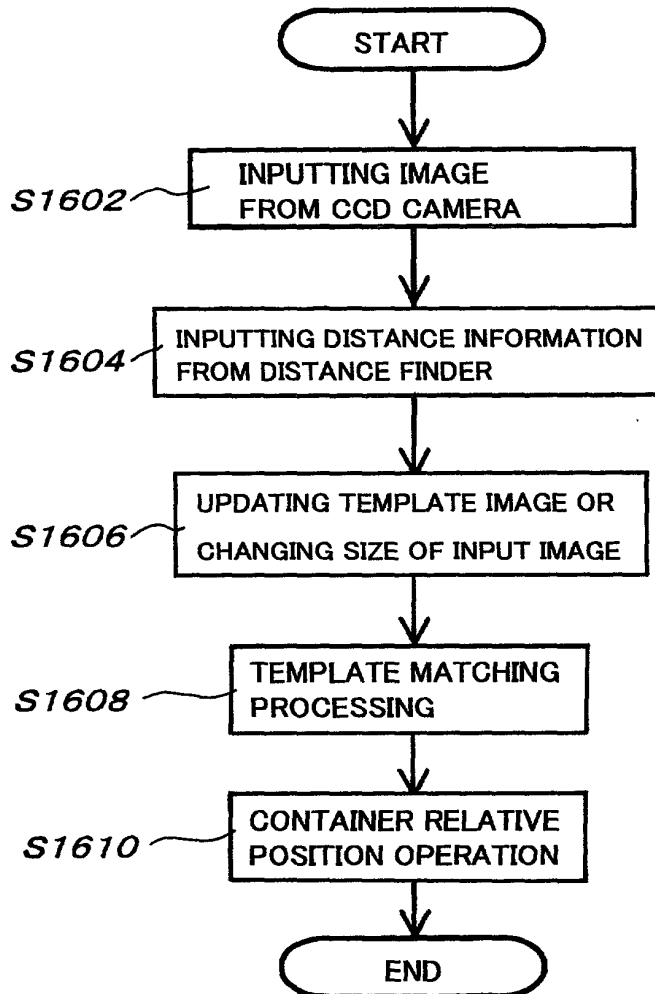 START
S1602
INPUTTING IMAGE
FROM CCD CAMERA
S1604
INPUTTING DISTANCE INFORMATION
FROM DISTANCE FINDER
S1606
UPDATING TEMPLATE IMAGE OR
CHANGING SIZE OF INPUT IMAGE
S1608
TEMPLATE MATCHING
PROCESSING
S1610
CONTAINER RELATIVE
POSITION OPERATION
END